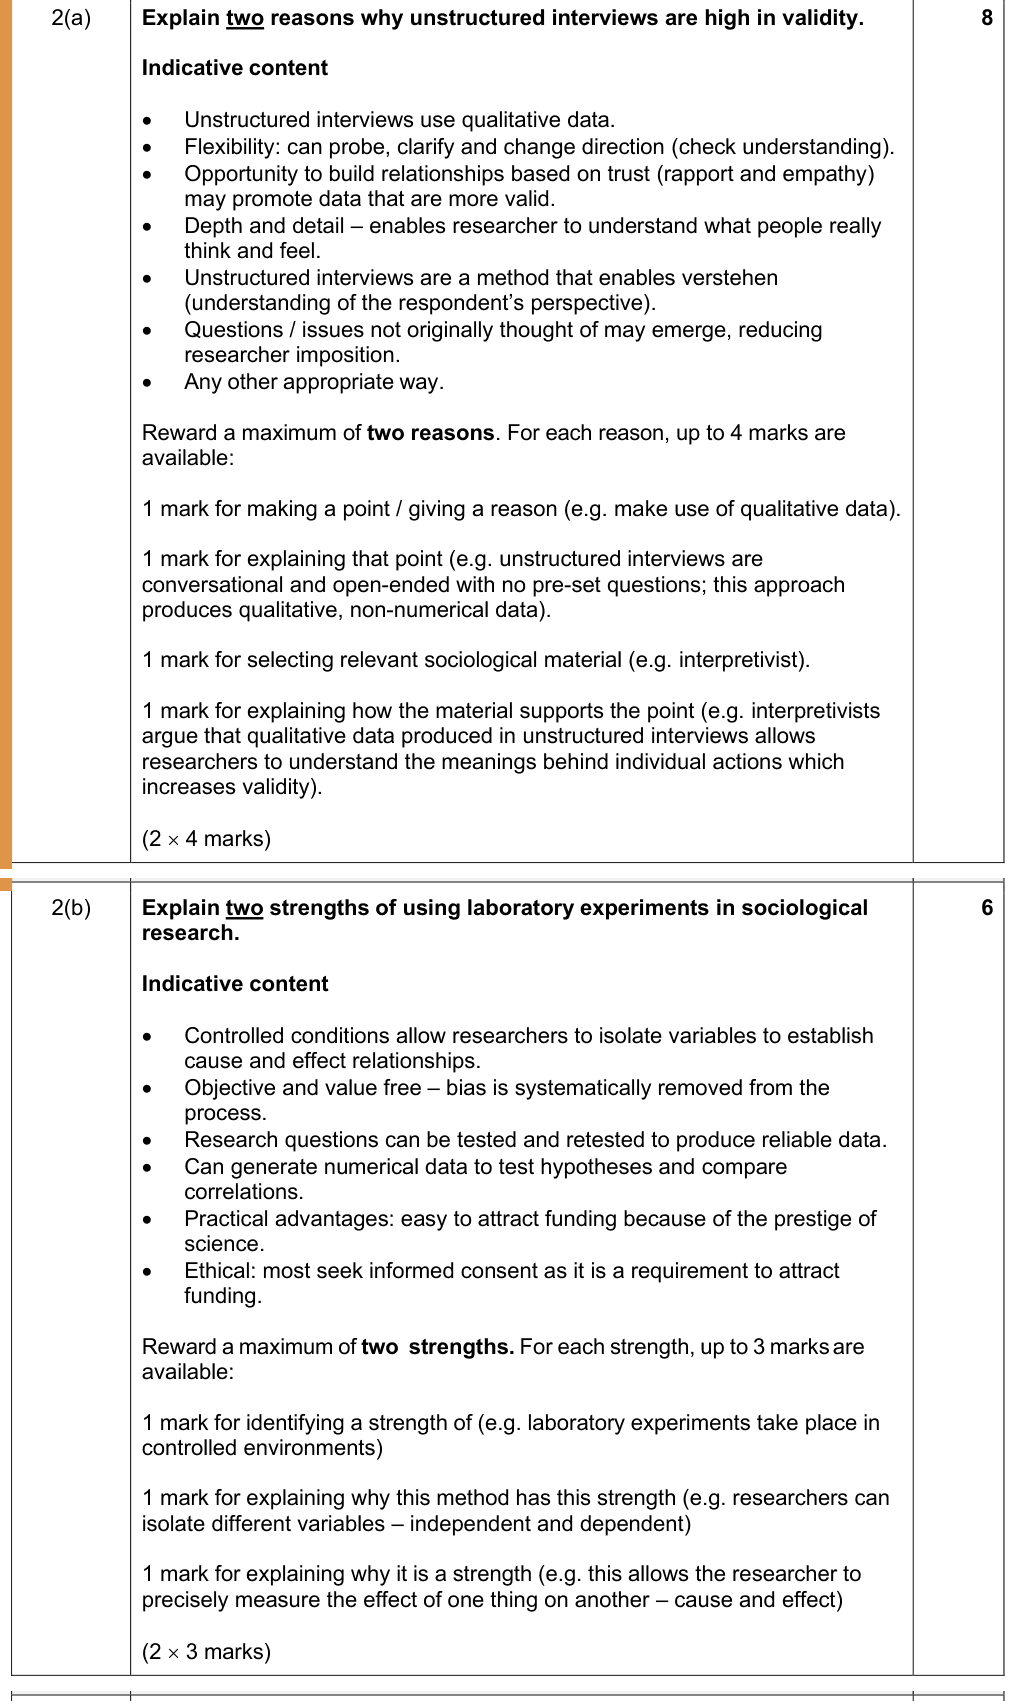 2(a) Explain two reasons why unstructured interviews are high in validity. 8
Indicative content
• Unstructured interviews use qualitative data.
• Flexibility: can probe, clarify and change direction (check understanding).
• Opportunity to build relationships based on trust (rapport and empathy)
may promote data that are more valid.
• Depth and detail – enables researcher to understand what people really
think and feel.
• Unstructured interviews are a method that enables verstehen
(understanding of the respondent’s perspective).
• Questions / issues not originally thought of may emerge, reducing
researcher imposition.
• Any other appropriate way.
Reward a maximum of two reasons. For each reason, up to 4 marks are
available:
1 mark for making a point / giving a reason (e.g. make use of qualitative data).
1 mark for explaining that point (e.g. unstructured interviews are
conversational and open-ended with no pre-set questions; this approach
produces qualitative, non-numerical data).
1 mark for selecting relevant sociological material (e.g. interpretivist).
1 mark for explaining how the material supports the point (e.g. interpretivists
argue that qualitative data produced in unstructured interviews allows
researchers to understand the meanings behind individual actions which
increases validity).
(2 × 4 marks)
2(b) Explain two strengths of using laboratory experiments in sociological 6
research.
Indicative content
• Controlled conditions allow researchers to isolate variables to establish
cause and effect relationships.
• Objective and value free – bias is systematically removed from the
process.
• Research questions can be tested and retested to produce reliable data.
• Can generate numerical data to test hypotheses and compare
correlations.
• Practical advantages: easy to attract funding because of the prestige of
science.
• Ethical: most seek informed consent as it is a requirement to attract
funding.
Reward a maximum of two strengths. For each strength, up to 3 marks are
available:
1 mark for identifying a strength of (e.g. laboratory experiments take place in
controlled environments)
1 mark for explaining why this method has this strength (e.g. researchers can
isolate different variables – independent and dependent)
1 mark for explaining why it is a strength (e.g. this allows the researcher to
precisely measure the effect of one thing on another – cause and effect)
(2 × 3 marks)